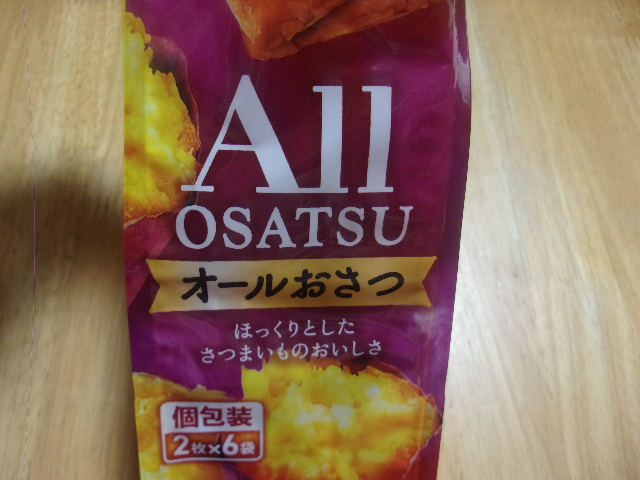 All
OSATSU
オールおさつ
ほっくりとした
さつまいものおいしさ
個包装
2枚×6袋